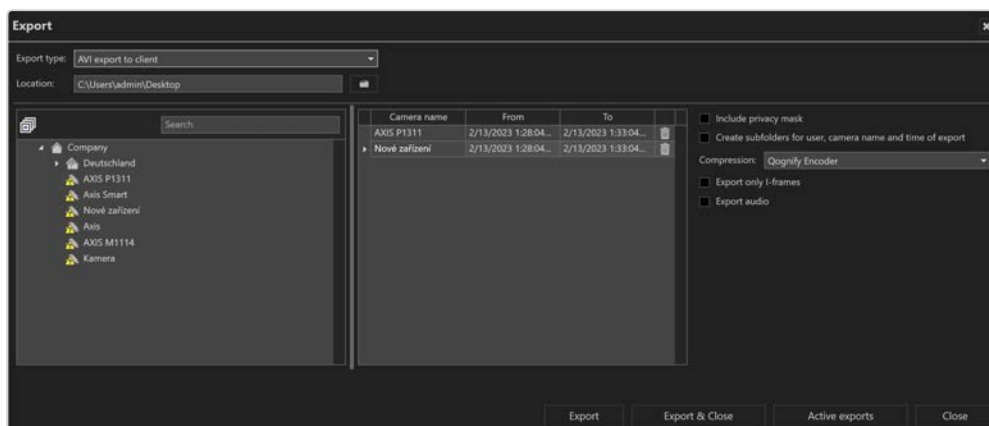 Export
Export type: AVI export to client
Location: C:\Users\admin\Desktop
Search
Company
Deutschland
AXIS P1311
Axis Smart
Nové zařízení
Axis
AXIS M1114
Kamera
Camera name From To
AXIS P1311 2/13/2023 1:28:04... 2/13/2023 1:33:04...
Nové zařízení 2/13/2023 1:28:04... 2/13/2023 1:33:04...
Include privacy mask
Create subfolders for user, camera name and time of export
Compression: Qognify Encoder
Export only I-frames
Export audio
Export Export & Close Active exports Close